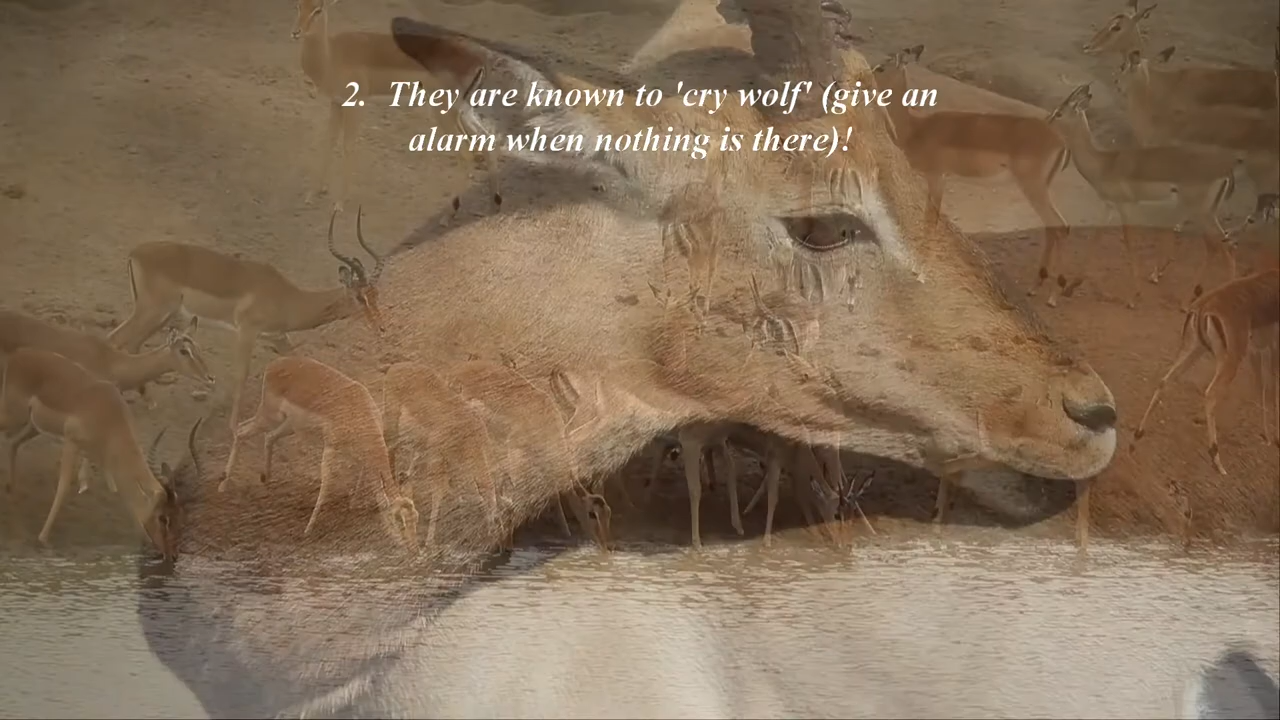 2. They are known to 'cry wolf' (give an
alarm when nothing is there)!